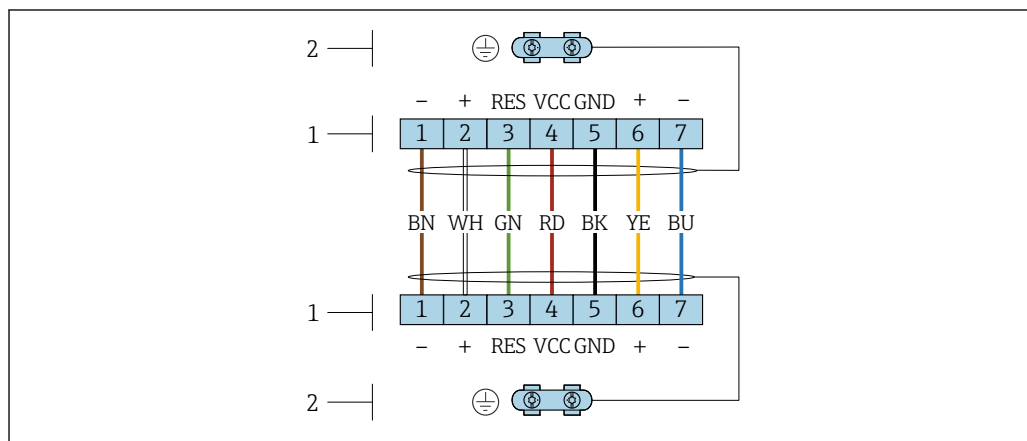 2
− + RES VCC GND + −
1 1 2 3 4 5 6 7
BN WH GN RD BK YE BU
1 1 2 3 4 5 6 7
− + RES VCC GND + −
2